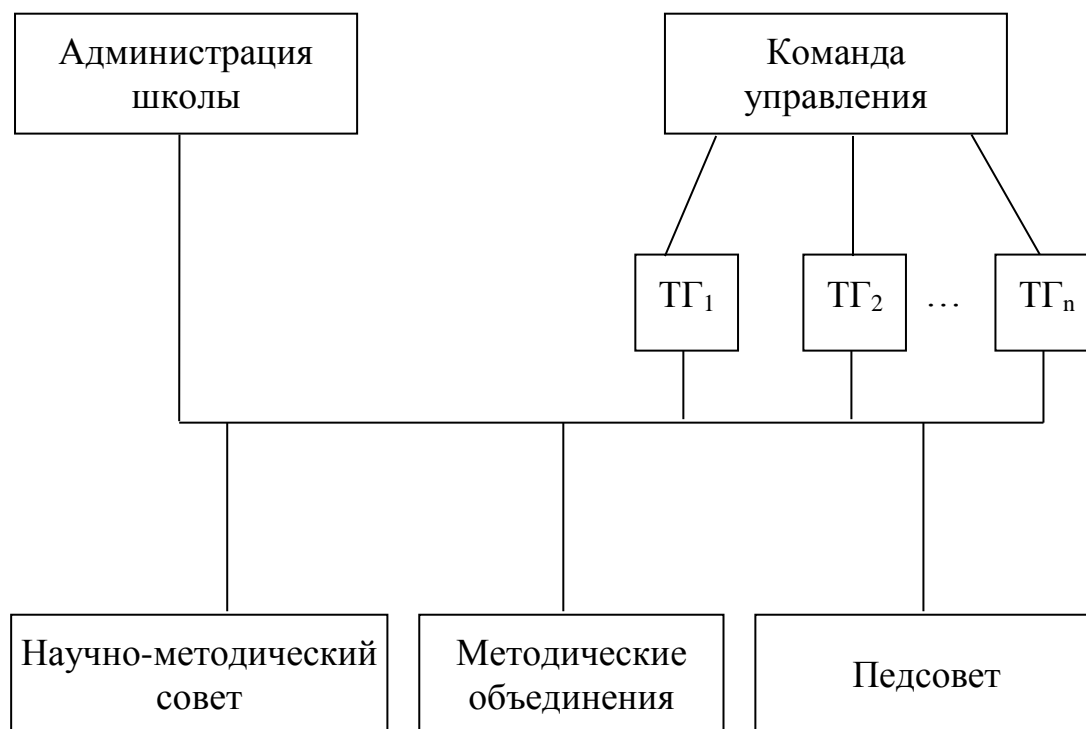 Администрация
школы
Команда
управления
ТГ₁
ТГ₂
...
ТГₙ
Научно-методический
совет
Методические
объединения
Педсовет